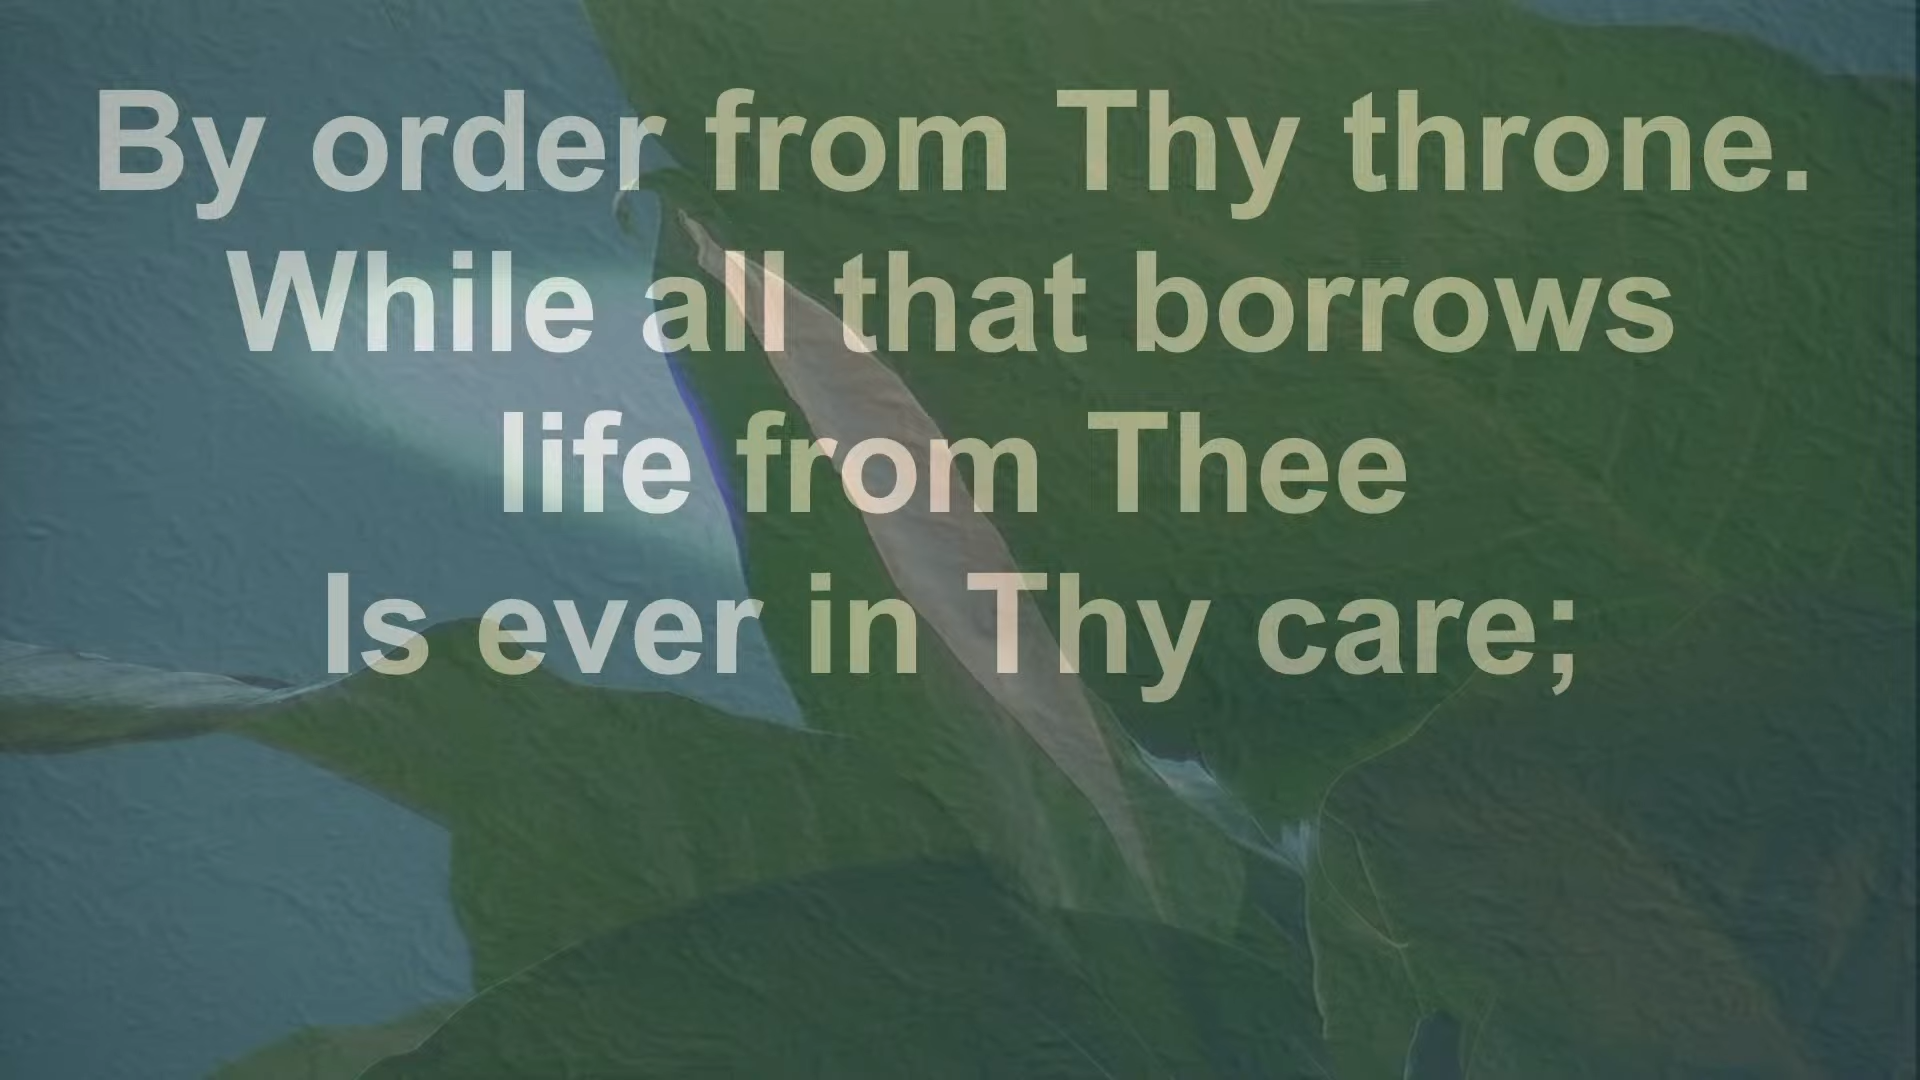 By order from Thy throne.
While all that borrows
life from Thee
Is ever in Thy care;